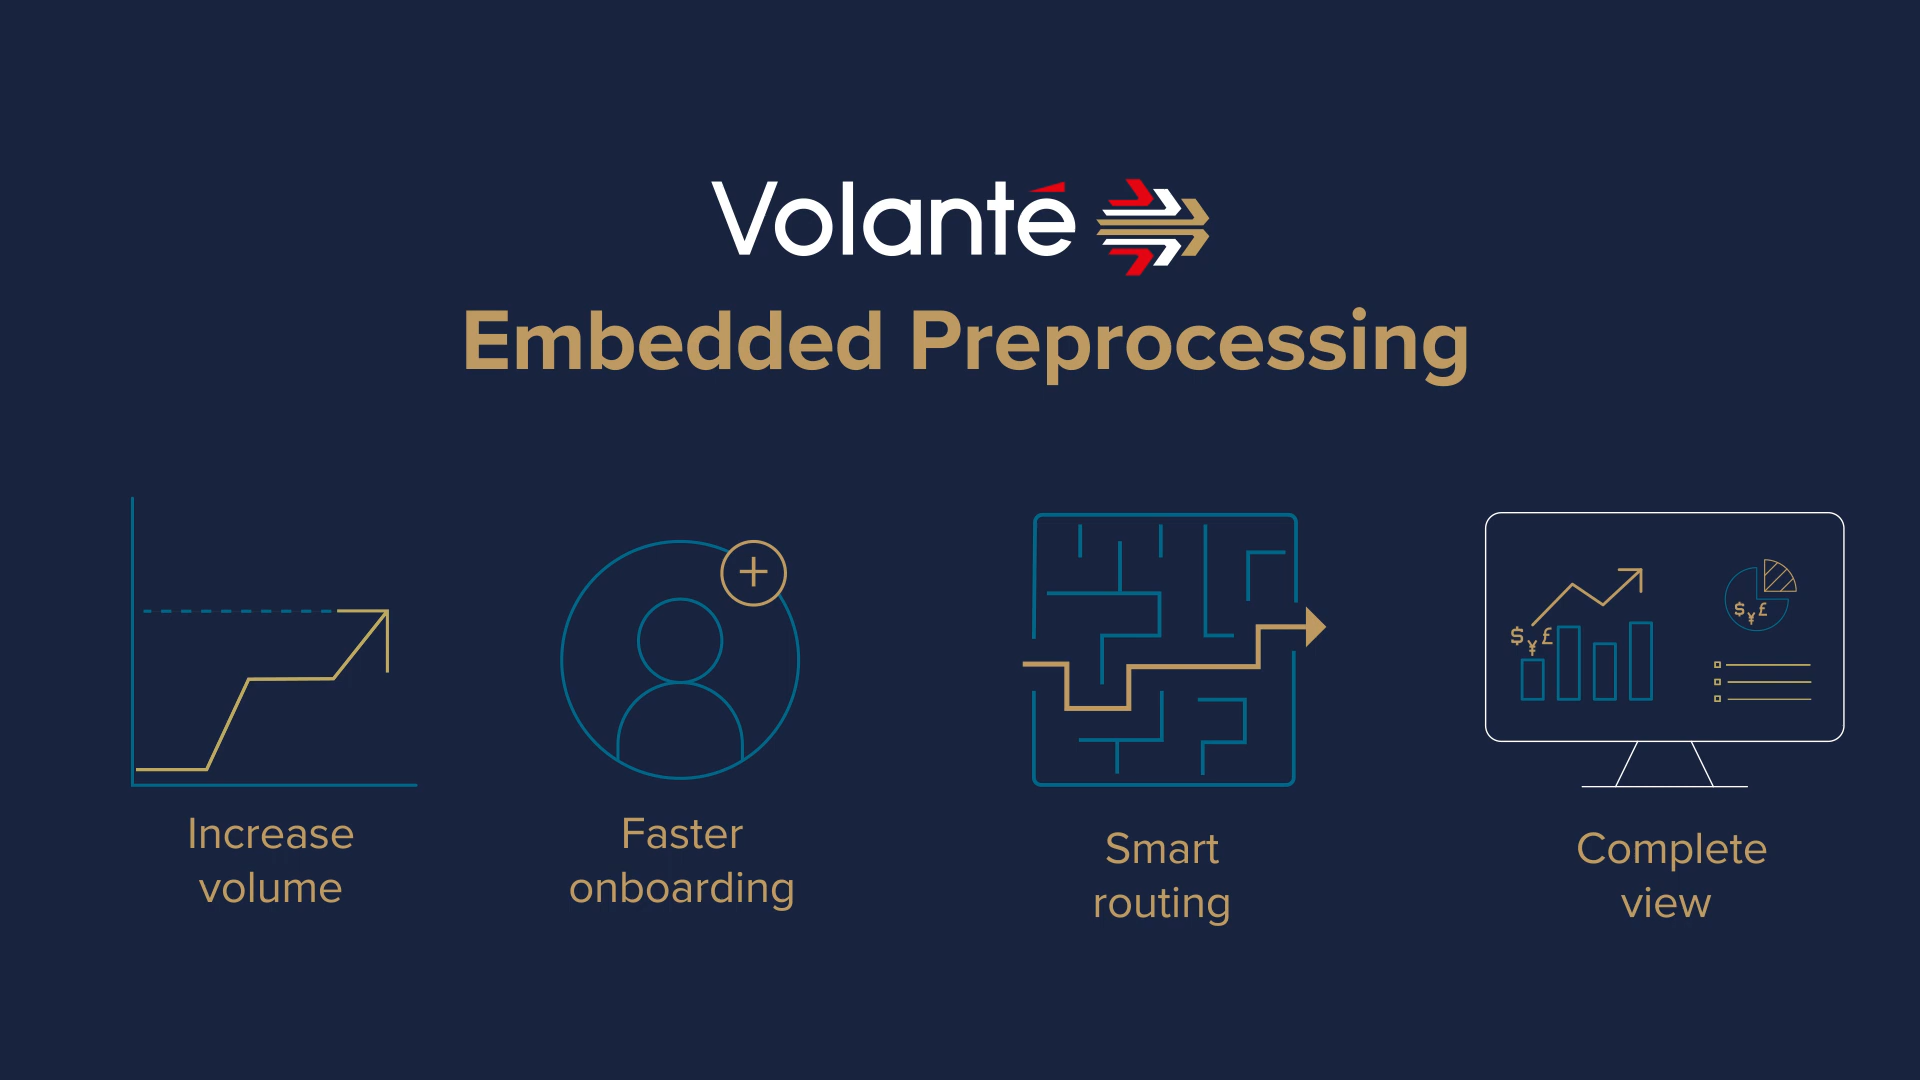 Volanté
Embedded Preprocessing
Increase
volume
Faster
onboarding
Smart
routing
Complete
view
$ ¥ £
$ ¥ £